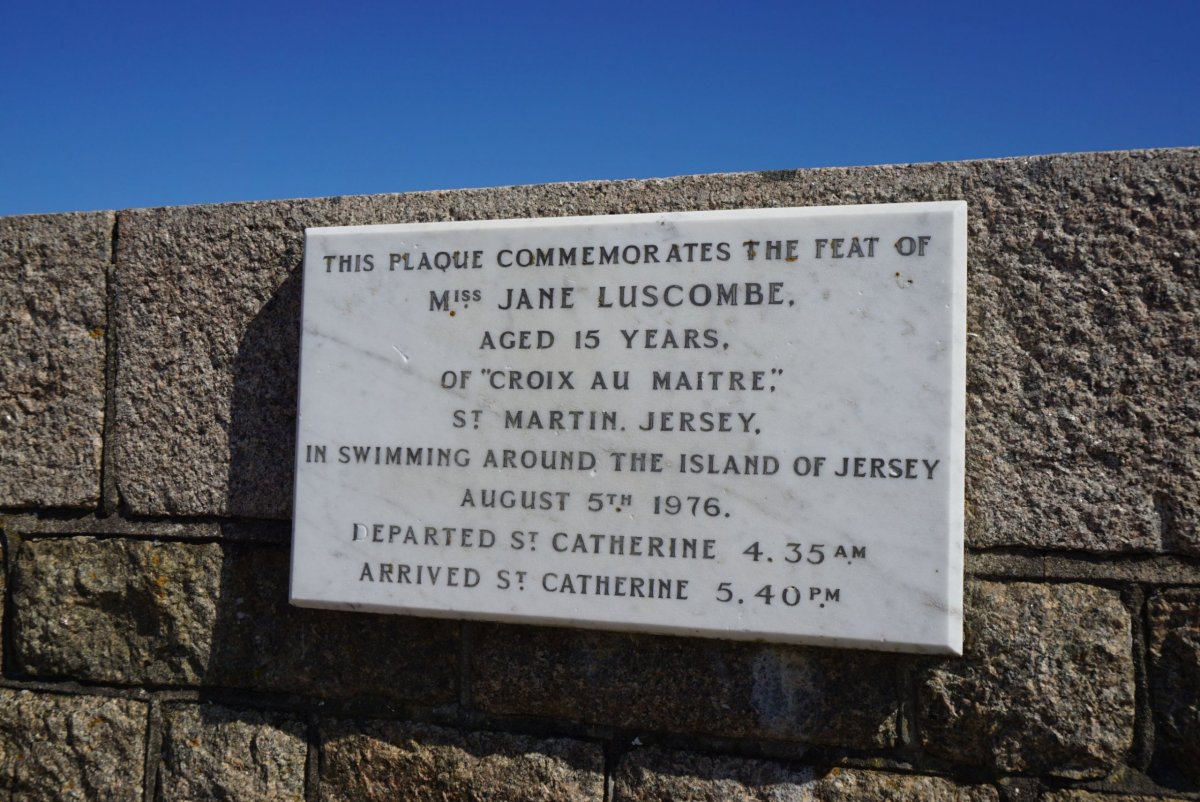 THIS PLAQUE COMMEMORATES THE FEAT OF
MISS JANE LUSCOMBE,
AGED 15 YEARS,
OF "CROIX AU MAITRE",
ST MARTIN. JERSEY,
IN SWIMMING AROUND THE ISLAND OF JERSEY
AUGUST 5TH 1976.
DEPARTED ST CATHERINE 4.35 AM
ARRIVED ST CATHERINE 5.40 PM